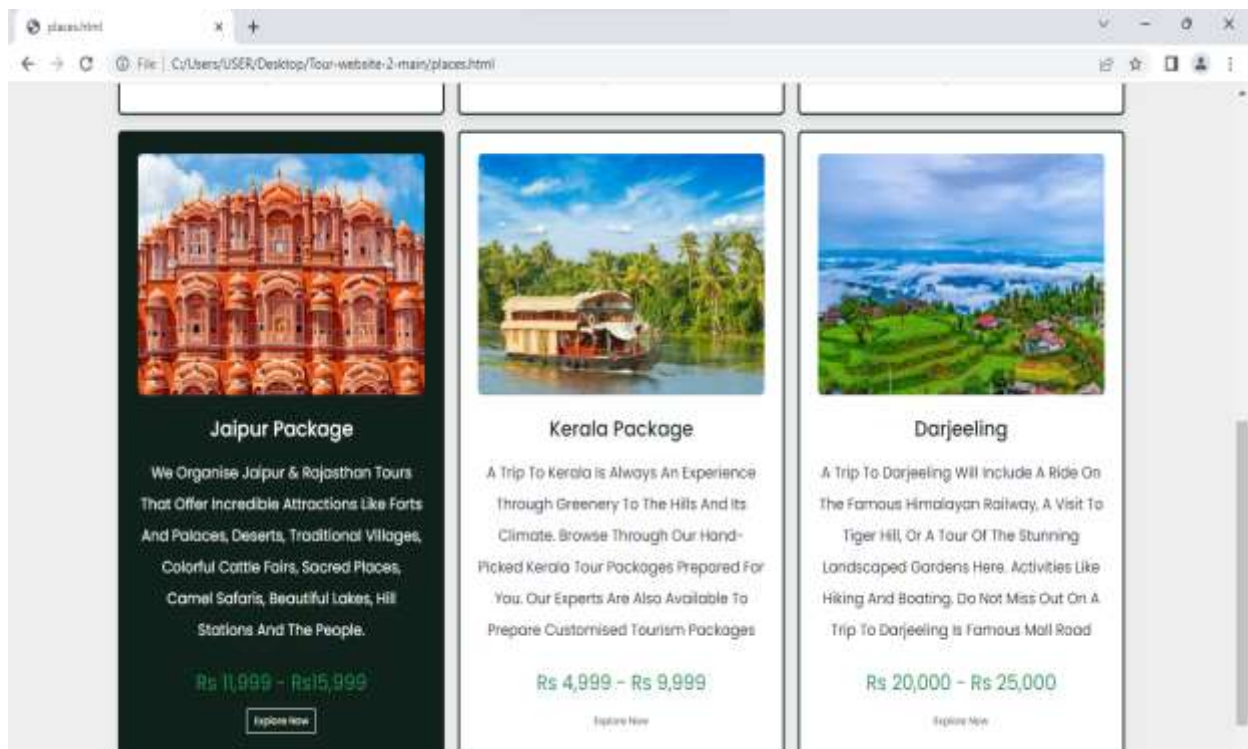 places.html
File C:/Users/USER/Desktop/Tour-website-2-main/places.html
Jaipur Package
We Organise Jaipur & Rajasthan Tours
That Offer Incredible Attractions Like Forts
And Palaces, Deserts, Traditional Villages,
Colorful Cattle Fairs, Sacred Places,
Camel Safaris, Beautiful Lakes, Hill
Stations And The People.
Rs 11,999 - Rs15,999
Explore Now
Kerala Package
A Trip To Kerala Is Always An Experience
Through Greenery To The Hills And Its
Climate. Browse Through Our Hand-
Picked Kerala Tour Packages Prepared For
You. Our Experts Are Also Available To
Prepare Customised Tourism Packages
Rs 4,999 - Rs 9,999
Explore Now
Darjeeling
A Trip To Darjeeling Will Include A Ride On
The Famous Himalayan Railway, A Visit To
Tiger Hill, Or A Tour Of The Stunning
Landscaped Gardens Here. Activities Like
Hiking And Boating. Do Not Miss Out On A
Trip To Darjeeling Is Famous Mall Road
Rs 20,000 - Rs 25,000
Explore Now